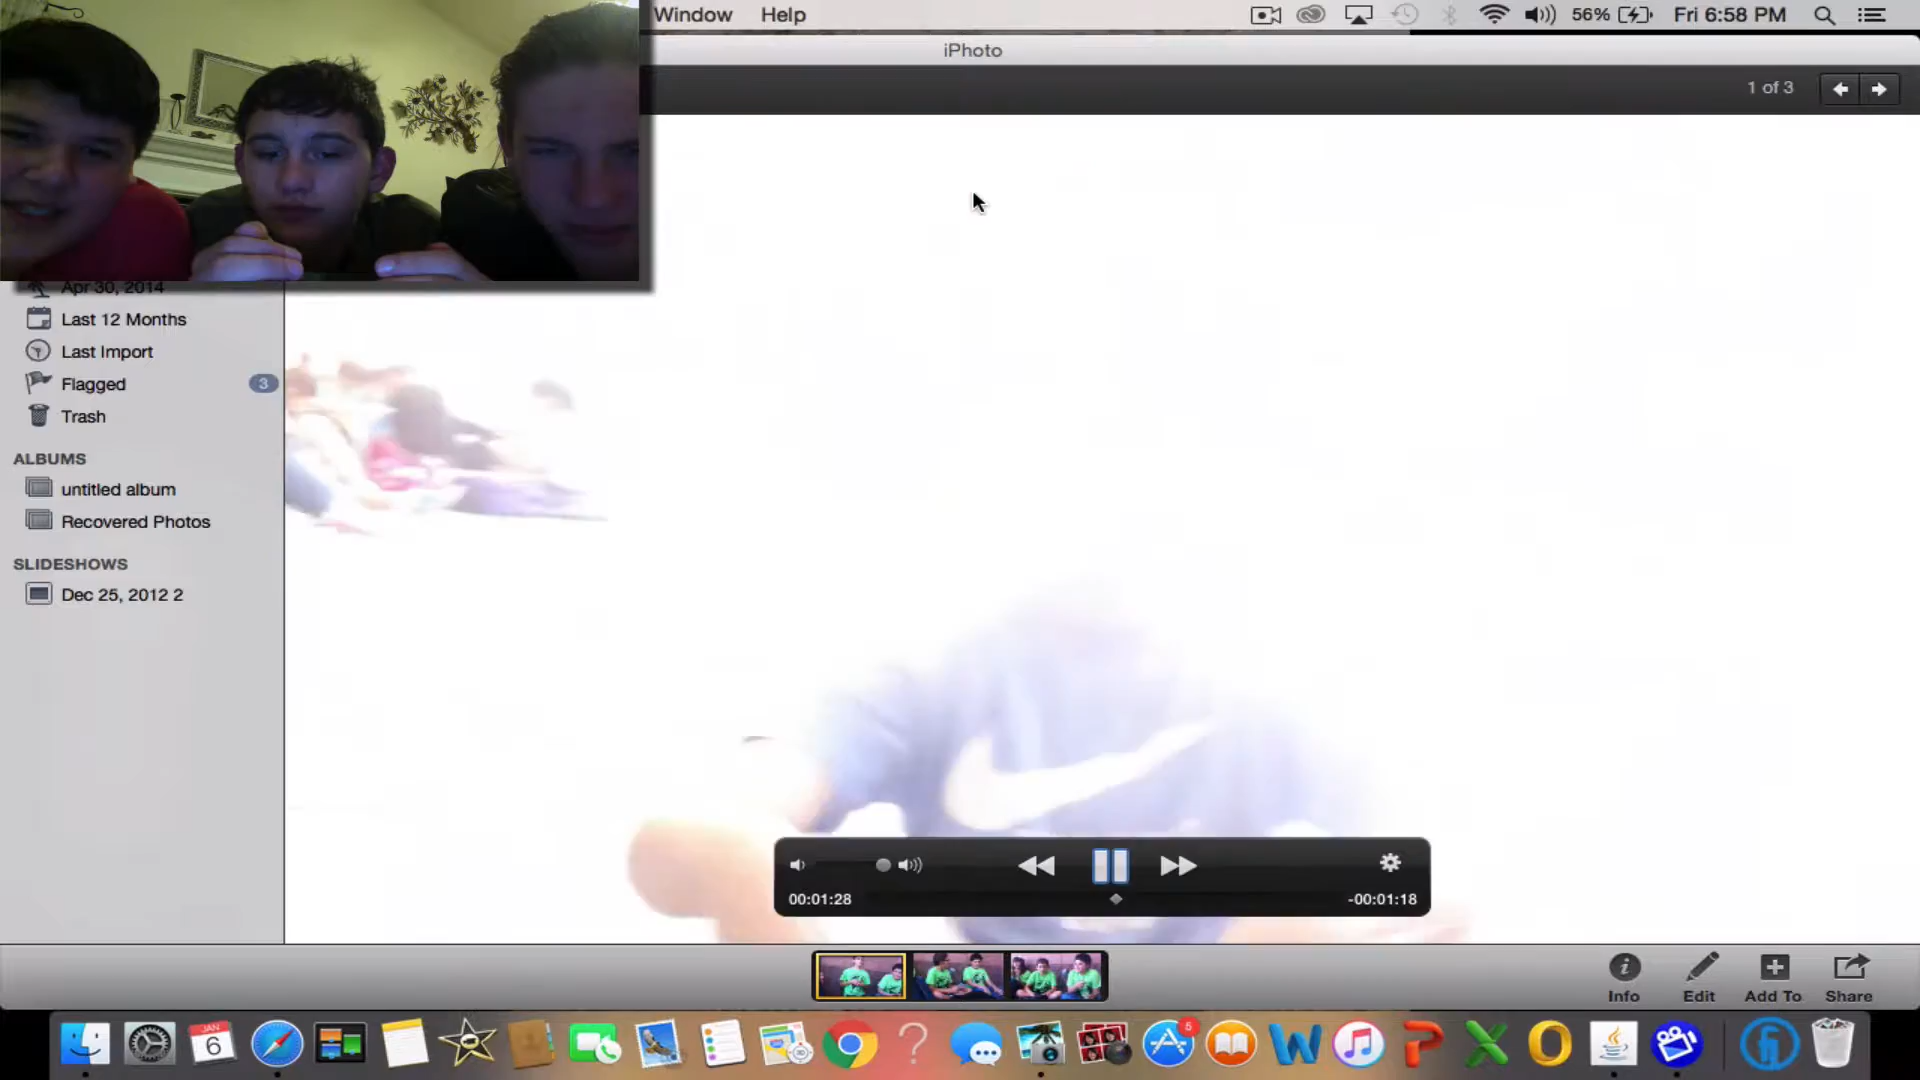 Window Help 56% Fri 6:58 PM
iPhoto
1 of 3
Apr 30, 2014
Last 12 Months
Last Import
Flagged 3
Trash
ALBUMS
untitled album
Recovered Photos
SLIDESHOWS
Dec 25, 2012 2
00:01:28 -00:01:18
Info Edit Add To Share
JAN
6
5